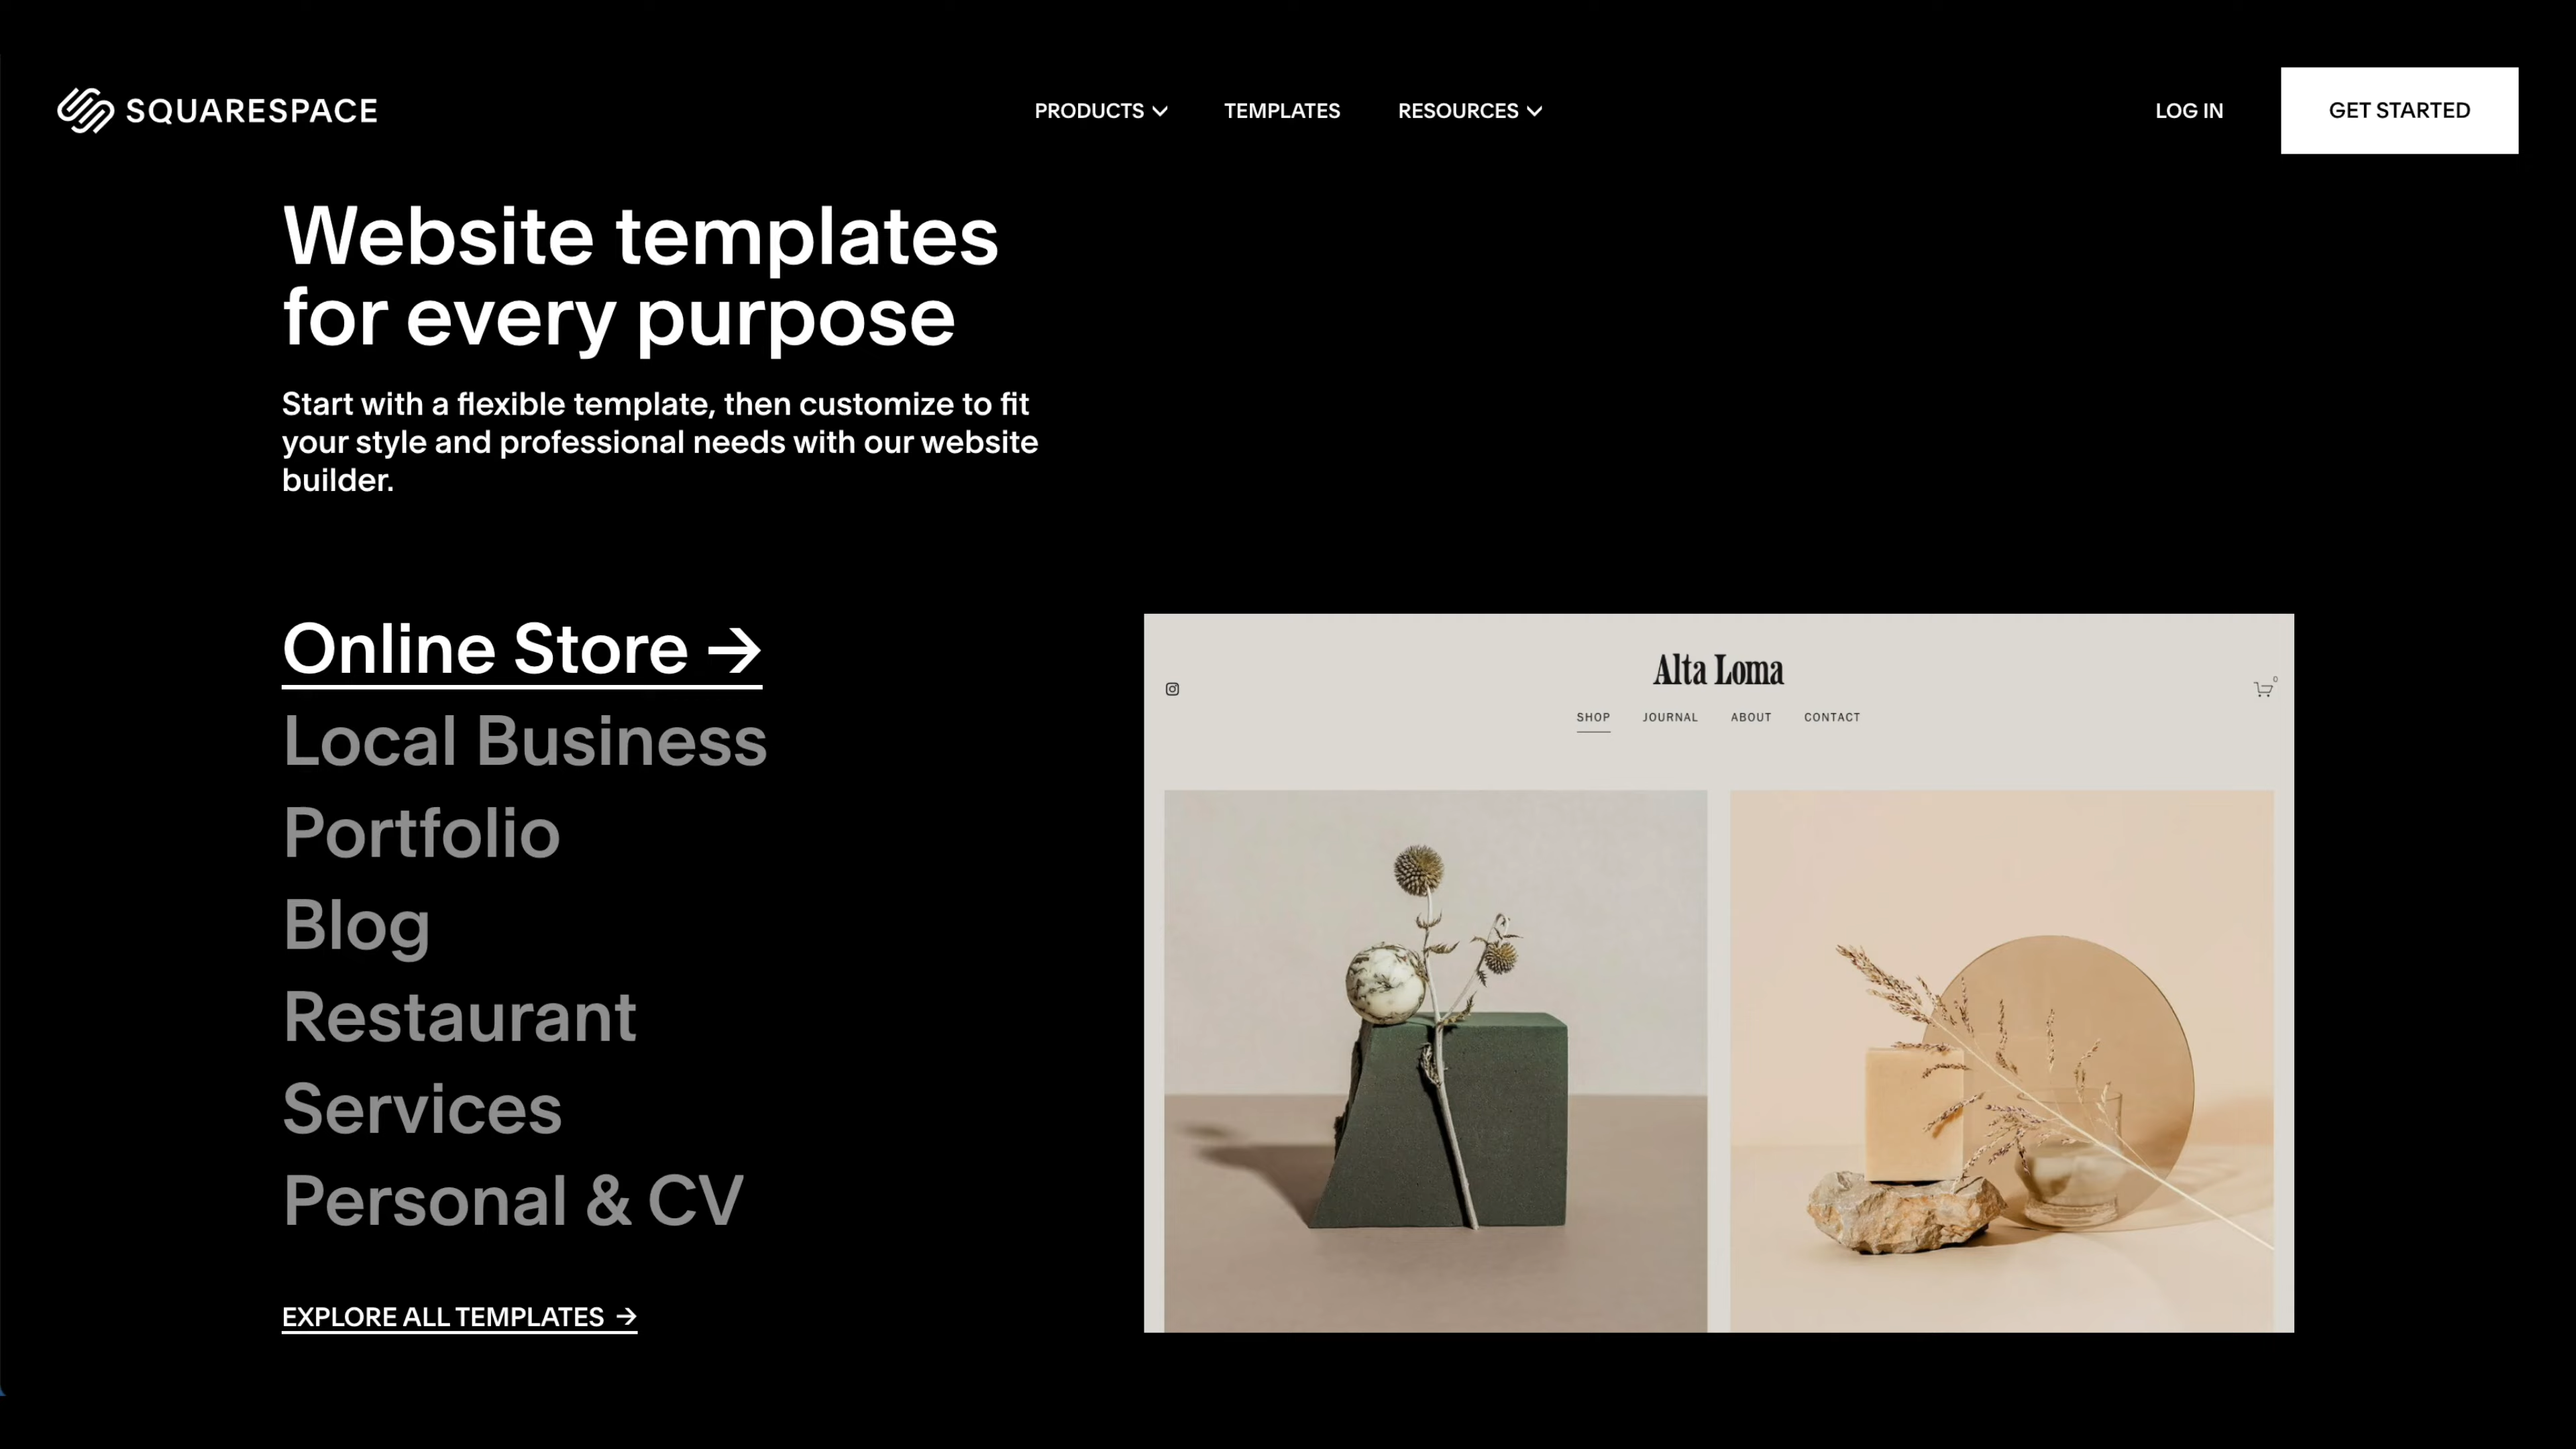 SQUARESPACE
PRODUCTS
TEMPLATES
RESOURCES
LOG IN
GET STARTED
Website templates
for every purpose
Start with a flexible template, then customize to fit
your style and professional needs with our website
builder.
Online Store →
Local Business
Portfolio
Blog
Restaurant
Services
Personal & CV
EXPLORE ALL TEMPLATES →
Alta Loma
0
SHOP
JOURNAL
ABOUT
CONTACT